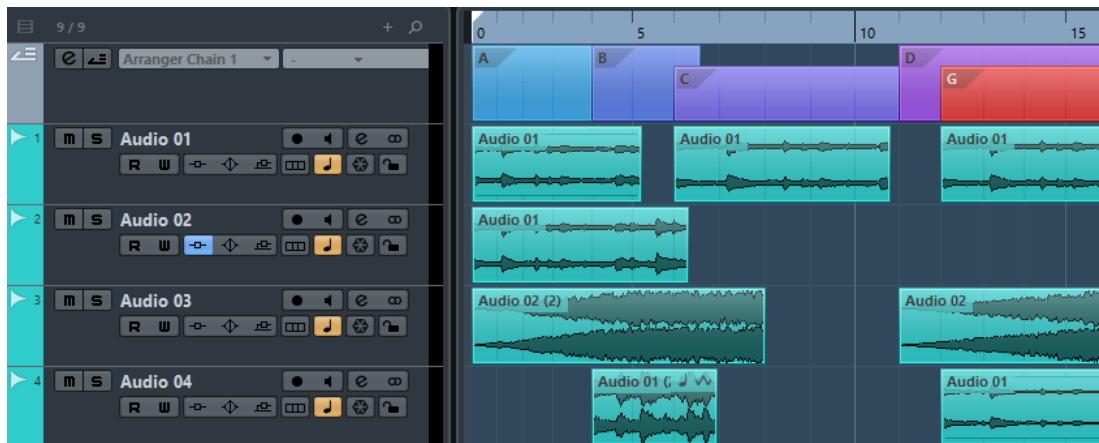 9 / 9 +
0 5 10 15
e Arranger Chain 1 -
A B C D G
1 m S Audio 01 e
R W
Audio 01 Audio 01 Audio 01
2 m S Audio 02 e
R W
Audio 01
3 m S Audio 03 e
R W
Audio 02 (2) Audio 02
4 m S Audio 04 e
R W
Audio 01 (2 Audio 01